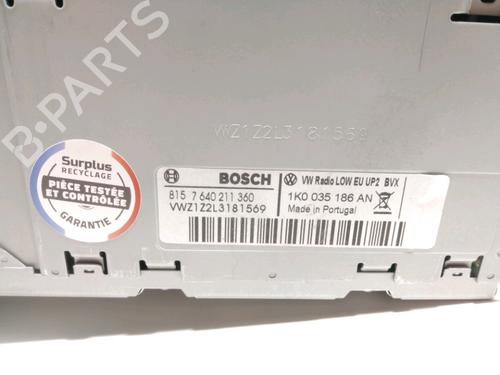 B-PARTS
VWZ1Z2L3181569
Surplus
RECYCLAGE
PIÈCE TESTÉE
ET CONTRÔLÉE
GARANTIE
BOSCH
VW Radio LOW EU UP2 BVX
815 7 640 211 360
1K0 035 186 AN
VWZ1Z2L3181569
Made in Portugal